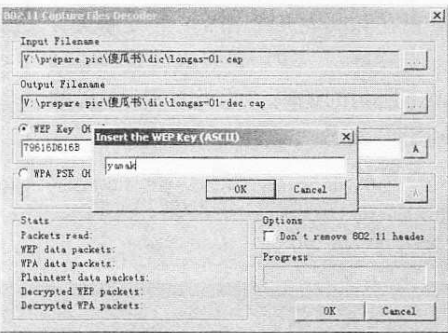 802.11 Capture Files Decoder
Input Filename
V:\prepare pic\傻瓜书\dic\longas-01.cap
...
Output Filename
V:\prepare pic\傻瓜书\dic\longas-01-dec.cap
...
WEP Key
79616D616B
A
Insert the WEP Key (ASCII)
yamak
OK
Cancel
WPA PSK
A
Stats
Packets read:
WEP data packets:
WPA data packets:
Plaintext data packets:
Decrypted WEP packets:
Decrypted WPA packets:
Options
Don't remove 802.11 header
Progress
OK
Cancel